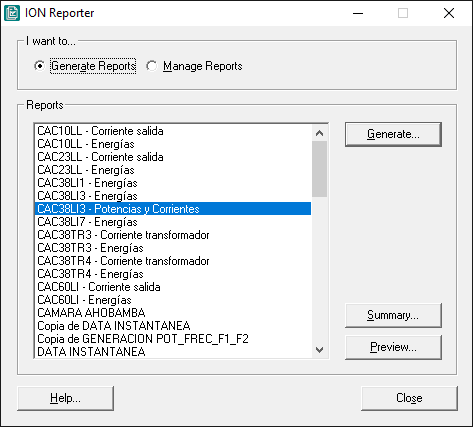 ION Reporter
I want to...
Generate Reports
Manage Reports
Reports
CAC10LL - Corriente salida
CAC10LL - Energías
CAC23LL - Corriente salida
CAC23LL - Energías
CAC38LI1 - Energías
CAC38LI3 - Energías
CAC38LI3 - Potencias y Corrientes
CAC38LI7 - Energías
CAC38TR3 - Corriente transformador
CAC38TR3 - Energías
CAC38TR4 - Corriente transformador
CAC38TR4 - Energías
CAC60LI - Corriente salida
CAC60LI - Energías
CAMARA AHOBAMBA
Copia de DATA INSTANTANEA
Copia de GENERACION POT_FREC_F1_F2
DATA INSTANTANEA
Generate...
Summary...
Preview...
Help...
Close